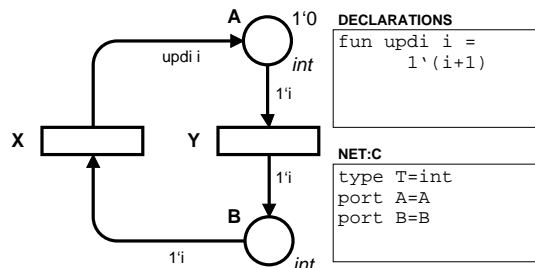 A
1‘0
int
updi i
1‘i
X
Y
1‘i
B
1‘i
int
DECLARATIONS
fun updi i =
1‘(i+1)
NET:C
type T=int
port A=A
port B=B